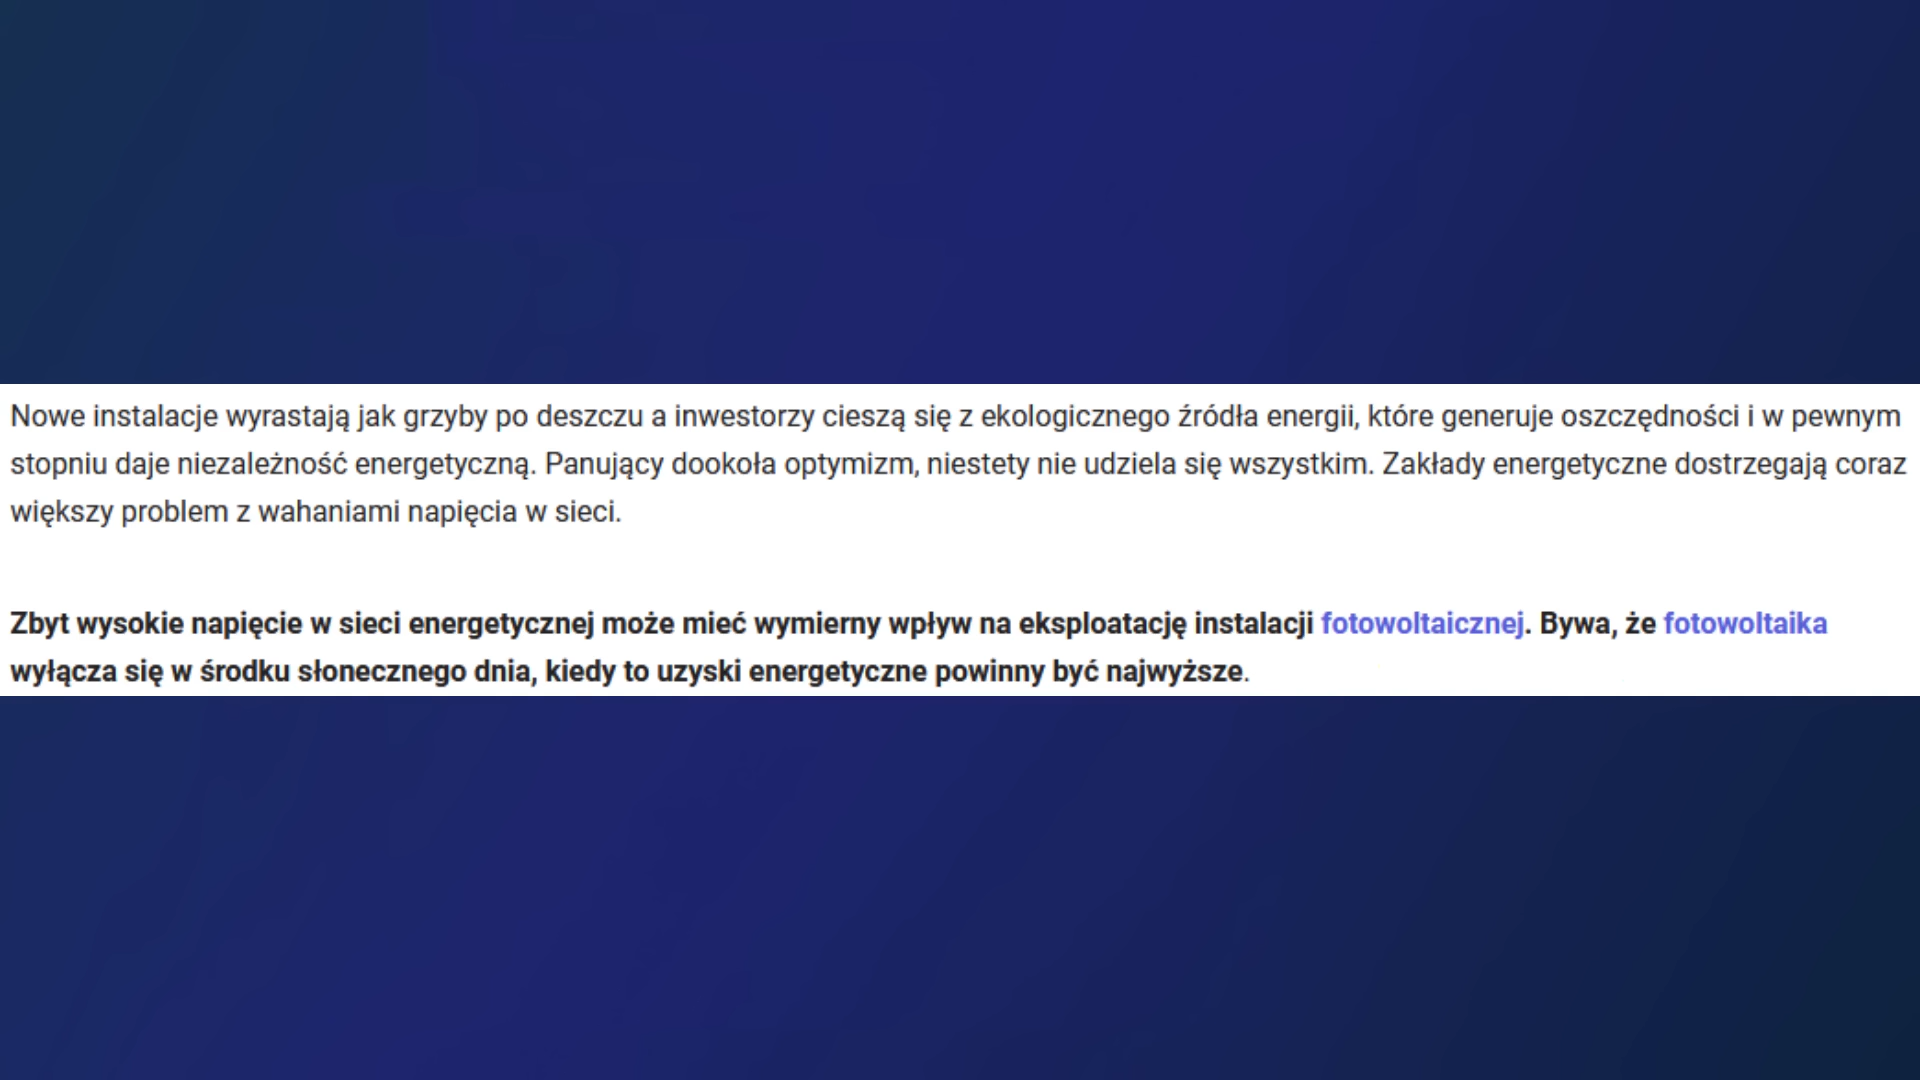 Nowe instalacje wyrastają jak grzyby po deszczu a inwestorzy cieszą się z ekologicznego źródła energii, które generuje oszczędności i w pewnym
stopniu daje niezależność energetyczną. Panujący dookoła optymizm, niestety nie udziela się wszystkim. Zakłady energetyczne dostrzegają coraz
większy problem z wahaniami napięcia w sieci.
Zbyt wysokie napięcie w sieci energetycznej może mieć wymierny wpływ na eksploatację instalacji fotowoltaicznej. Bywa, że fotowoltaika
wyłącza się w środku słonecznego dnia, kiedy to uzyski energetyczne powinny być najwyższe.